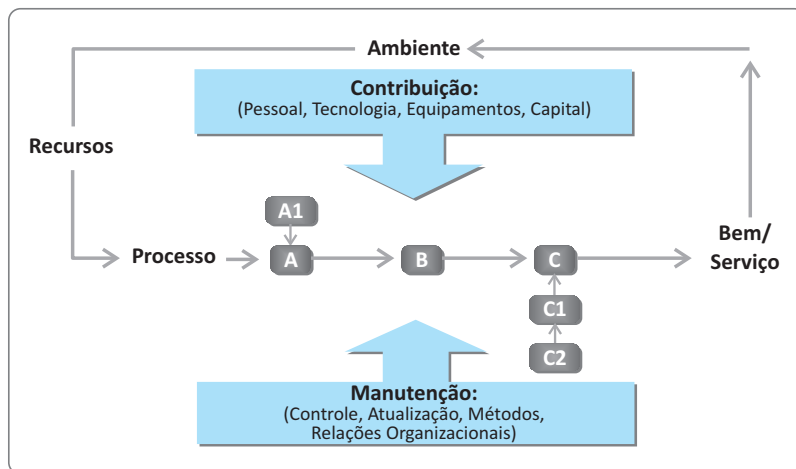 Ambiente
Contribuição:
(Pessoal, Tecnologia, Equipamentos, Capital)
Recursos
A1
Processo
A
B
C
Bem/
Serviço
C1
C2
Manutenção:
(Controle, Atualização, Métodos,
Relações Organizacionais)